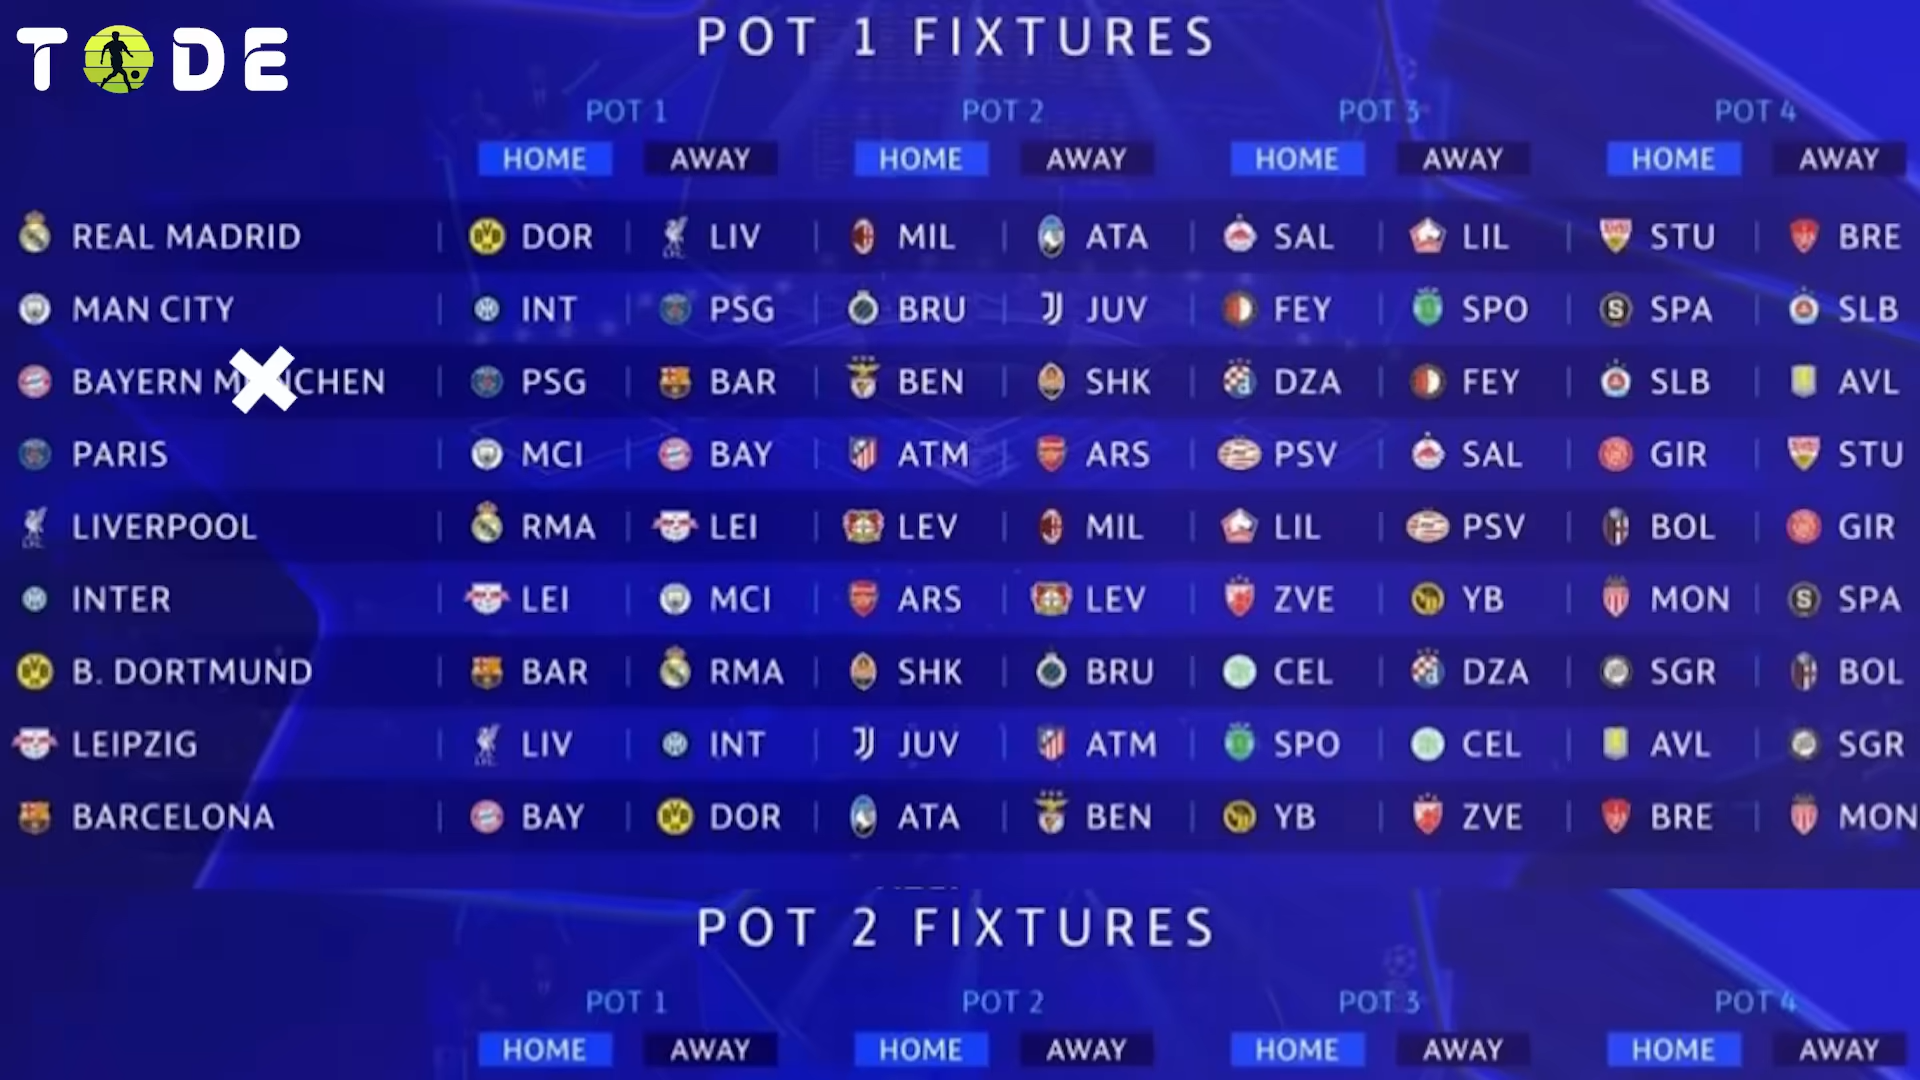 TODE
POT 1 FIXTURES
POT 1 POT 2 POT 3 POT 4
HOME AWAY HOME AWAY HOME AWAY HOME AWAY
REAL MADRID DOR LIV MIL ATA SAL LIL STU BRE
MAN CITY INT PSG BRU JUV FEY SPO SPA SLB
BAYERN PSG BAR BEN SHK DZA FEY SLB AVL
PARIS MCI BAY ATM ARS PSV SAL GIR STU
LIVERPOOL RMA LEI LEV MIL LIL PSV BOL GIR
INTER LEI MCI ARS LEV ZVE YB MON SPA
B. DORTMUND BAR RMA SHK BRU CEL DZA SGR BOL
LEIPZIG LIV INT JUV ATM SPO CEL AVL SGR
BARCELONA BAY DOR ATA BEN YB ZVE BRE MON
POT 2 FIXTURES
POT 1 POT 2 POT 3 POT 4
HOME AWAY HOME AWAY HOME AWAY HOME AWAY